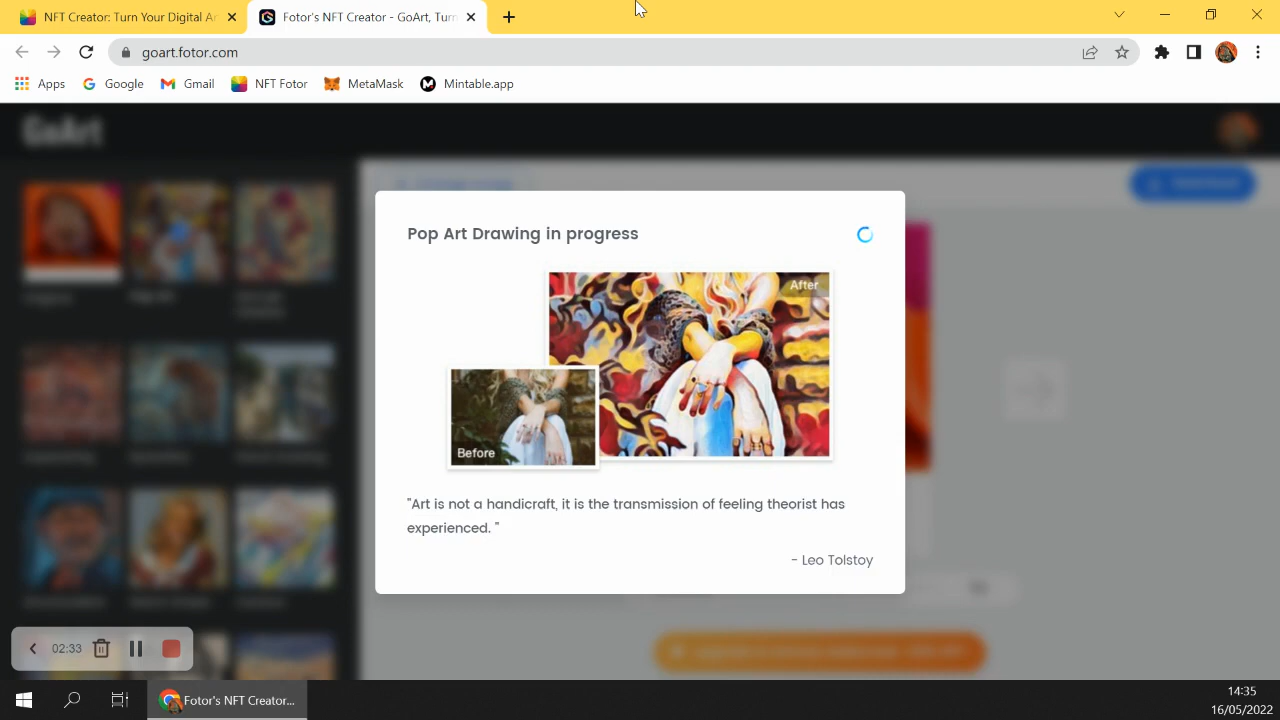 NFT Creator: Turn Your Digital Ar
Fotor's NFT Creator - GoArt, Turn
goart.fotor.com
Apps
Google
Gmail
NFT Fotor
MetaMask
Mintable.app
GoArt
Pop Art Drawing in progress
After
Before
"Art is not a handicraft, it is the transmission of feeling theorist has
experienced. "
- Leo Tolstoy
02:33
Fotor's NFT Creator...
14:35
16/05/2022